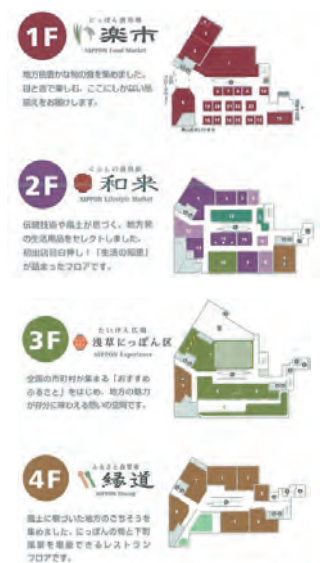 1F
にっぽん食市場
楽市
NIPPON Food Market
地方色豊かな旬の食を集めました。
目と舌で楽しむ、ここにしかない品
揃えをお届けします。
2F
くらしの道具街
和来
NIPPON Lifestyle Market
伝統技術や風土が息づく、地方発
の生活用品をセレクトしました。
初出店目白押し！「生活の知恵」
が詰まったフロアです。
3F
たいけん広場
浅草にっぽん区
NIPPON Experience
全国の市町村が集まる「おすすめ
ふるさと」をはじめ、地方の魅力
が存分に味わえる憩いの空間です。
4F
ふるさと食堂街
縁道
NIPPON Dining
風土に根づいた地方のごちそうを
集めました。にっぽんの旬と下町
風景を堪能できるレストラン
フロアです。